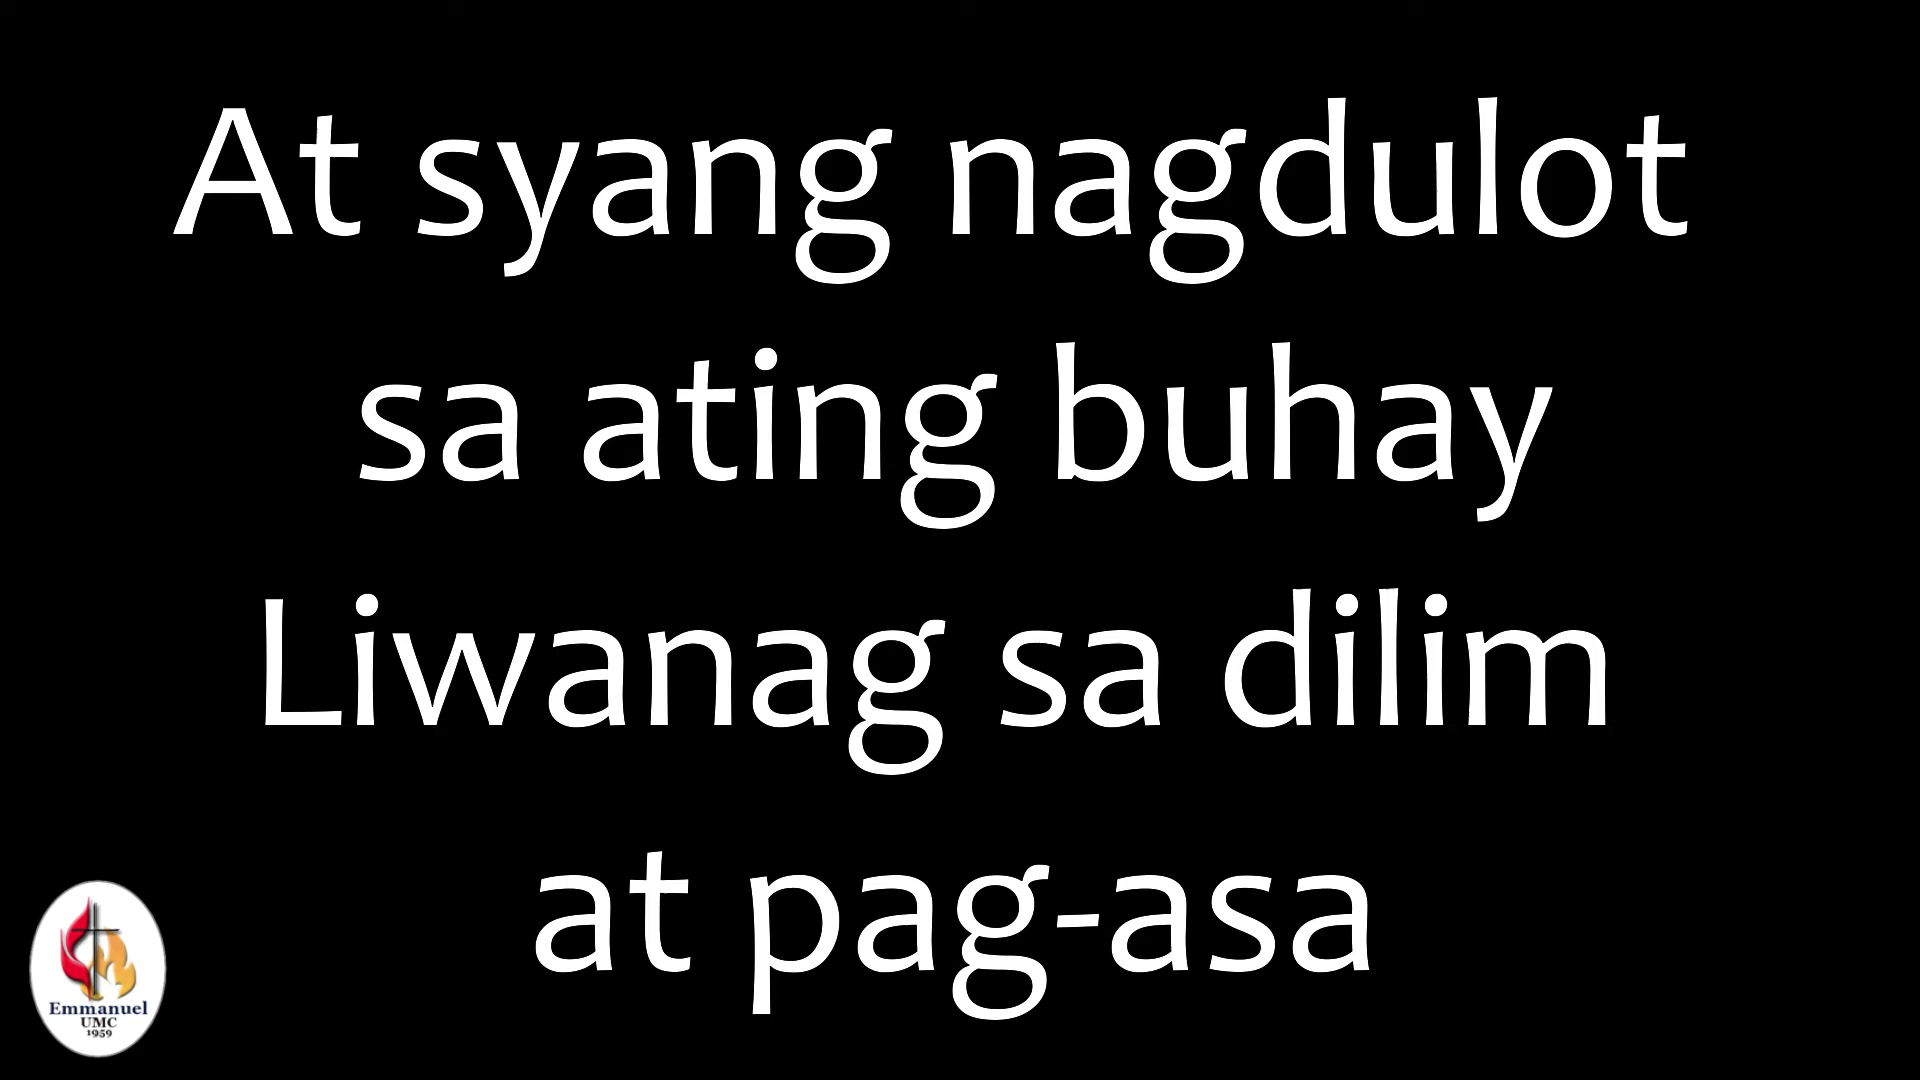 At syang nagdulot
sa ating buhay
Liwanag sa dilim
at pag-asa
Emmanuel
UMC
1959